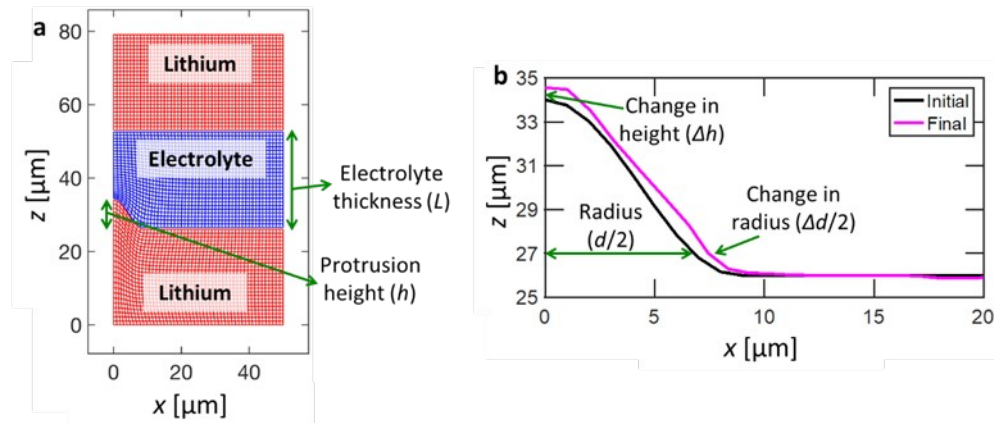 a
80
60
40
20
0
z [µm]
Lithium
Electrolyte
Lithium
0 20 40
x [µm]
Electrolyte
thickness (L)
Protrusion
height (h)
b
35
33
31
29
27
25
z [µm]
Initial
Final
Change in
height (Δh)
Radius
(d/2)
Change in
radius (Δd/2)
0 5 10 15 20
x [µm]